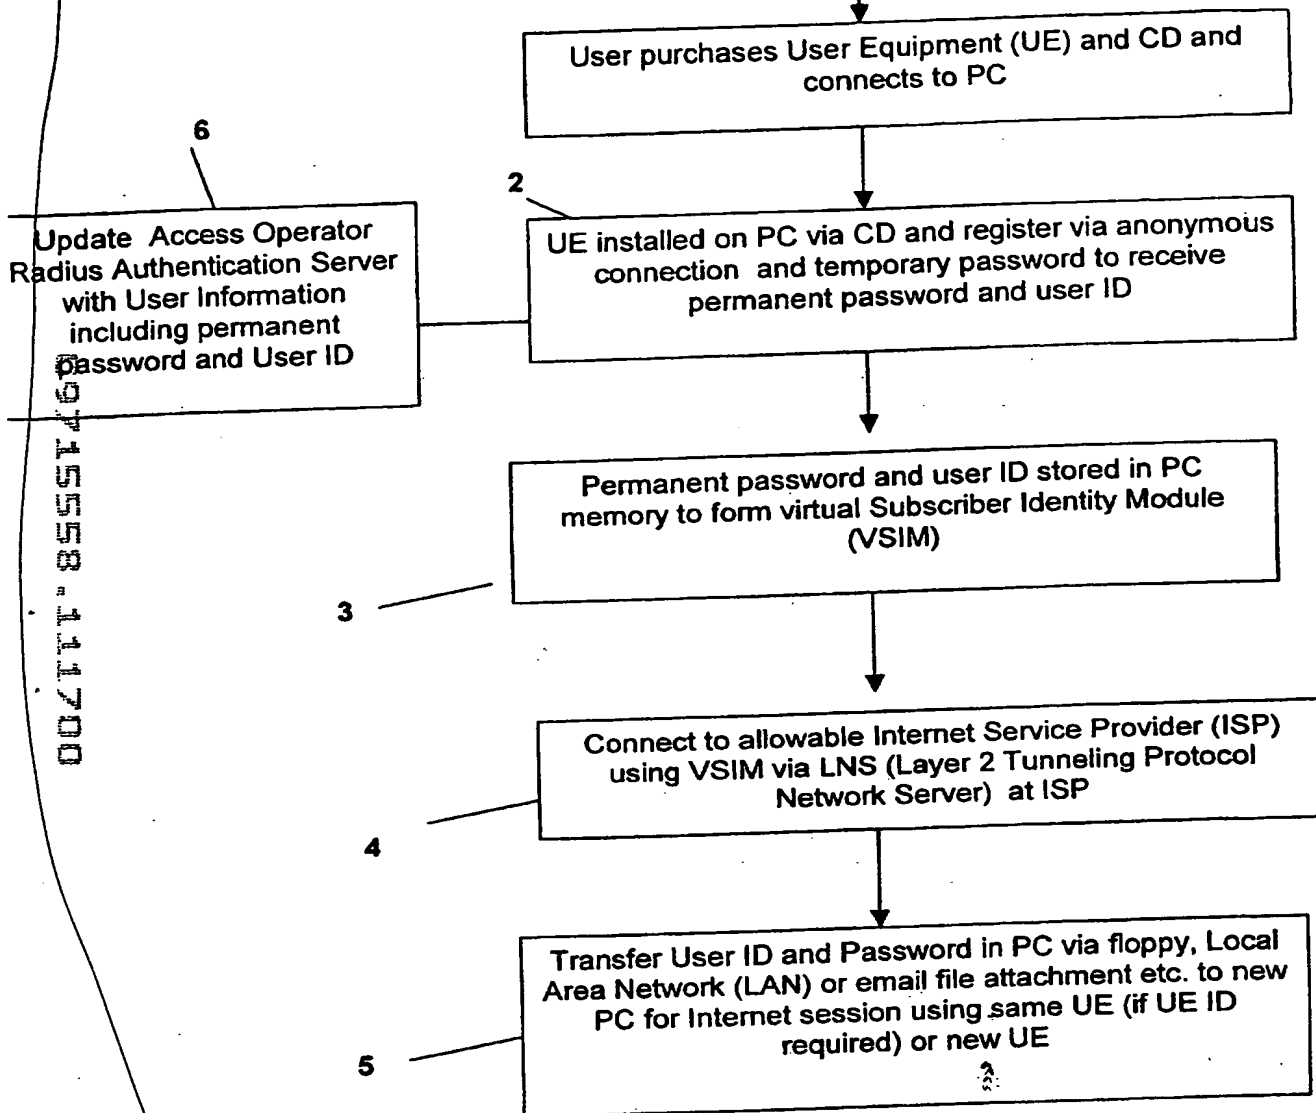 User purchases User Equipment (UE) and CD and
connects to PC
6
2
Update Access Operator
Radius Authentication Server
with User Information
including permanent
password and User ID
UE installed on PC via CD and register via anonymous
connection and temporary password to receive
permanent password and user ID
Permanent password and user ID stored in PC
memory to form virtual Subscriber Identity Module
(VSIM)
3
Connect to allowable Internet Service Provider (ISP)
using VSIM via LNS (Layer 2 Tunneling Protocol
Network Server) at ISP
4
Transfer User ID and Password in PC via floppy, Local
Area Network (LAN) or email file attachment etc. to new
PC for Internet session using same UE (if UE ID
required) or new UE
5
09715558.111700